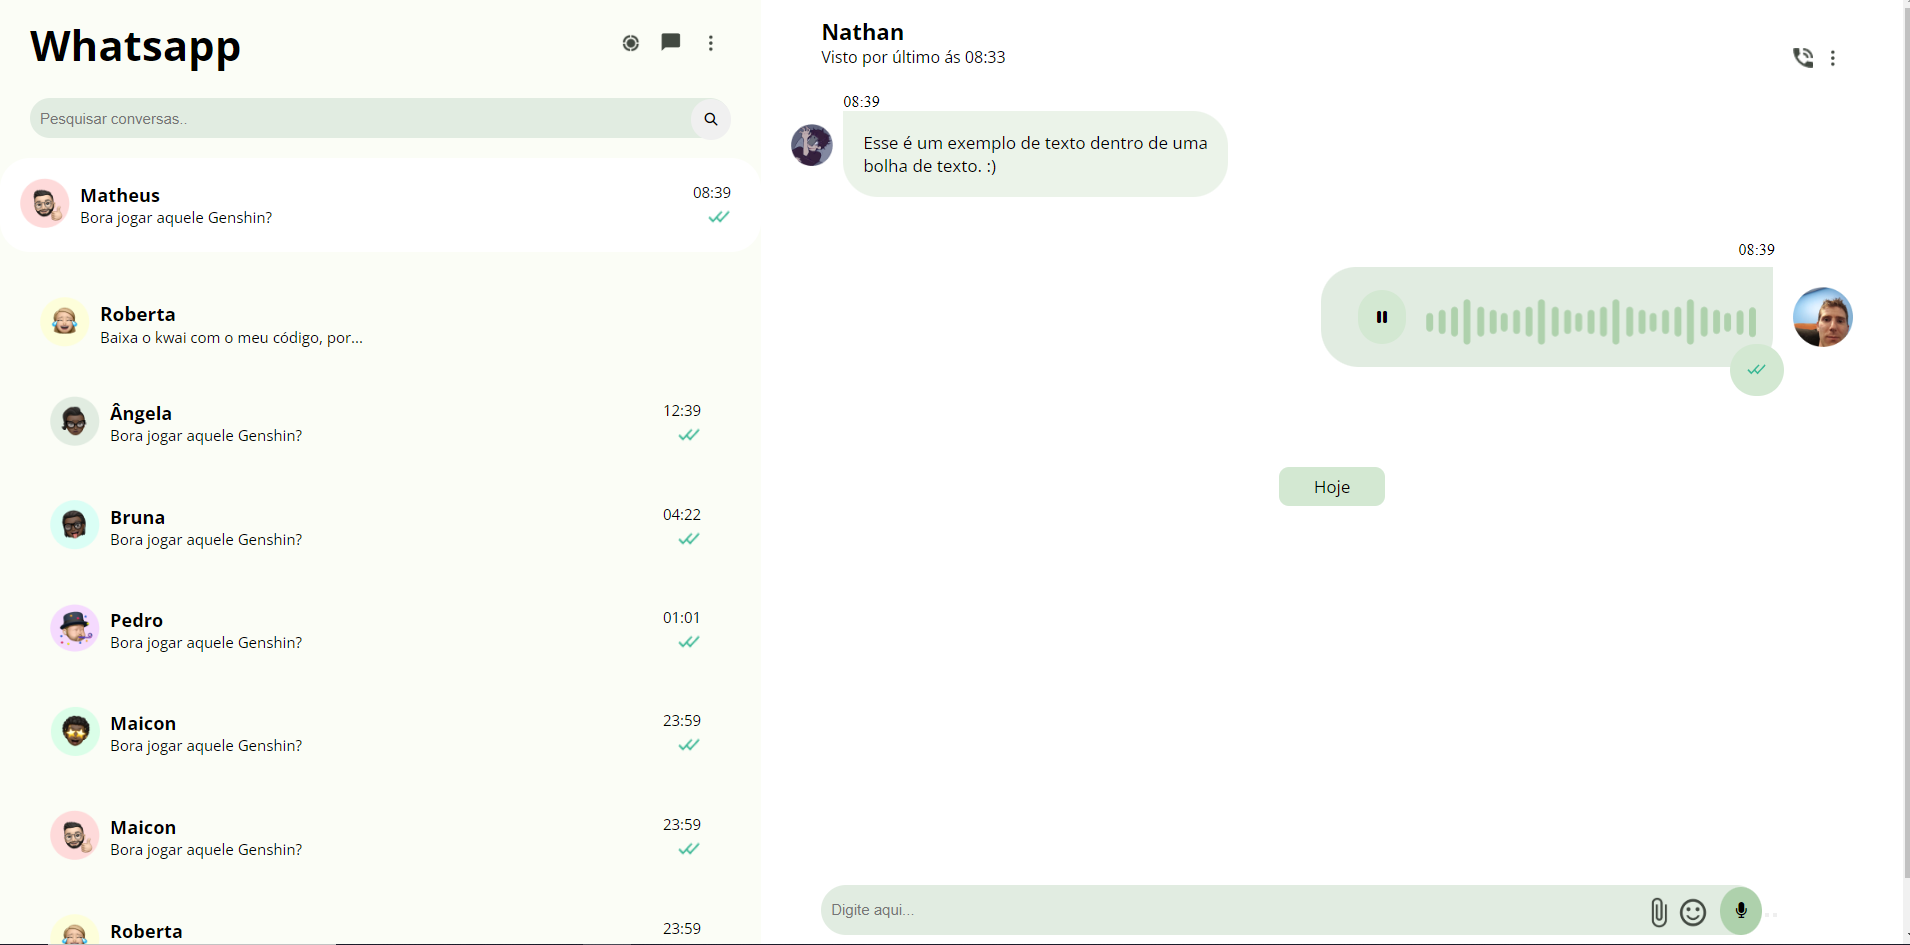 Whatsapp
Pesquisar conversas..
Matheus
08:39
Bora jogar aquele Genshin?
Roberta
Baixa o kwai com o meu código, por...
Ângela
12:39
Bora jogar aquele Genshin?
Bruna
04:22
Bora jogar aquele Genshin?
Pedro
01:01
Bora jogar aquele Genshin?
Maicon
23:59
Bora jogar aquele Genshin?
Maicon
23:59
Bora jogar aquele Genshin?
Roberta
23:59
Nathan
Visto por último ás 08:33
08:39
Esse é um exemplo de texto dentro de uma
bolha de texto. :)
08:39
Hoje
Digite aqui...